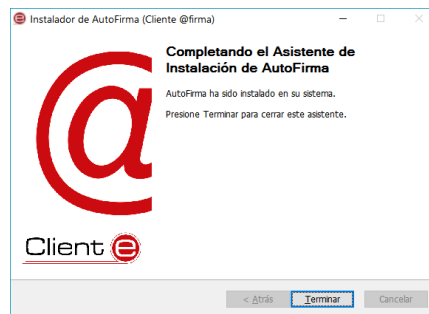 Instalador de AutoFirma (Cliente @firma)
Completando el Asistente de
Instalación de AutoFirma
AutoFirma ha sido instalado en su sistema.
Presione Terminar para cerrar este asistente.
@
Client e
< Atrás
Terminar
Cancelar